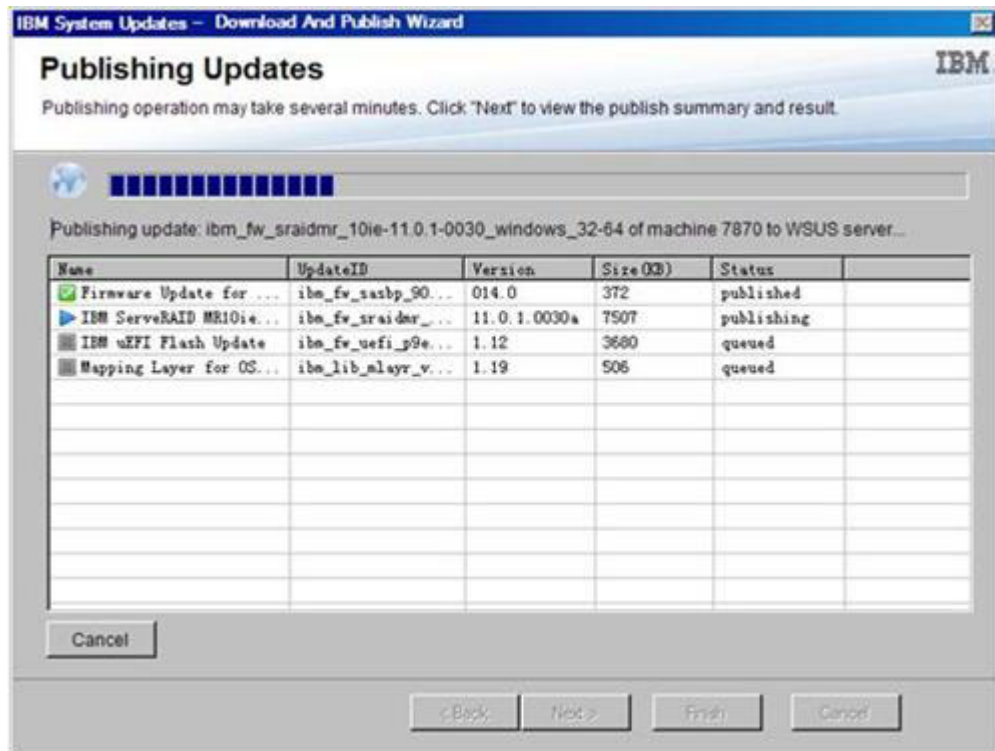 IBM System Updates – Download And Publish Wizard
Publishing Updates
IBM
Publishing operation may take several minutes. Click "Next" to view the publish summary and result.
Publishing update: ibm_fw_sraidmr_10ie-11.0.1-0030_windows_32-64 of machine 7870 to WSUS server...
Name UpdateID Version Size(KB) Status
Firmware Update for ... ibm_fw_sasbp_90... 014.0 372 published
IBM ServeRAID MR10ie... ibm_fw_sraidmr_... 11.0.1.0030a 7507 publishing
IBM uEFI Flash Update ibm_fw_uefi_p9e... 1.12 3680 queued
Mapping Layer for OS... ibm_lib_mlayr_v... 1.19 506 queued
Cancel
< Back Next > Finish Cancel